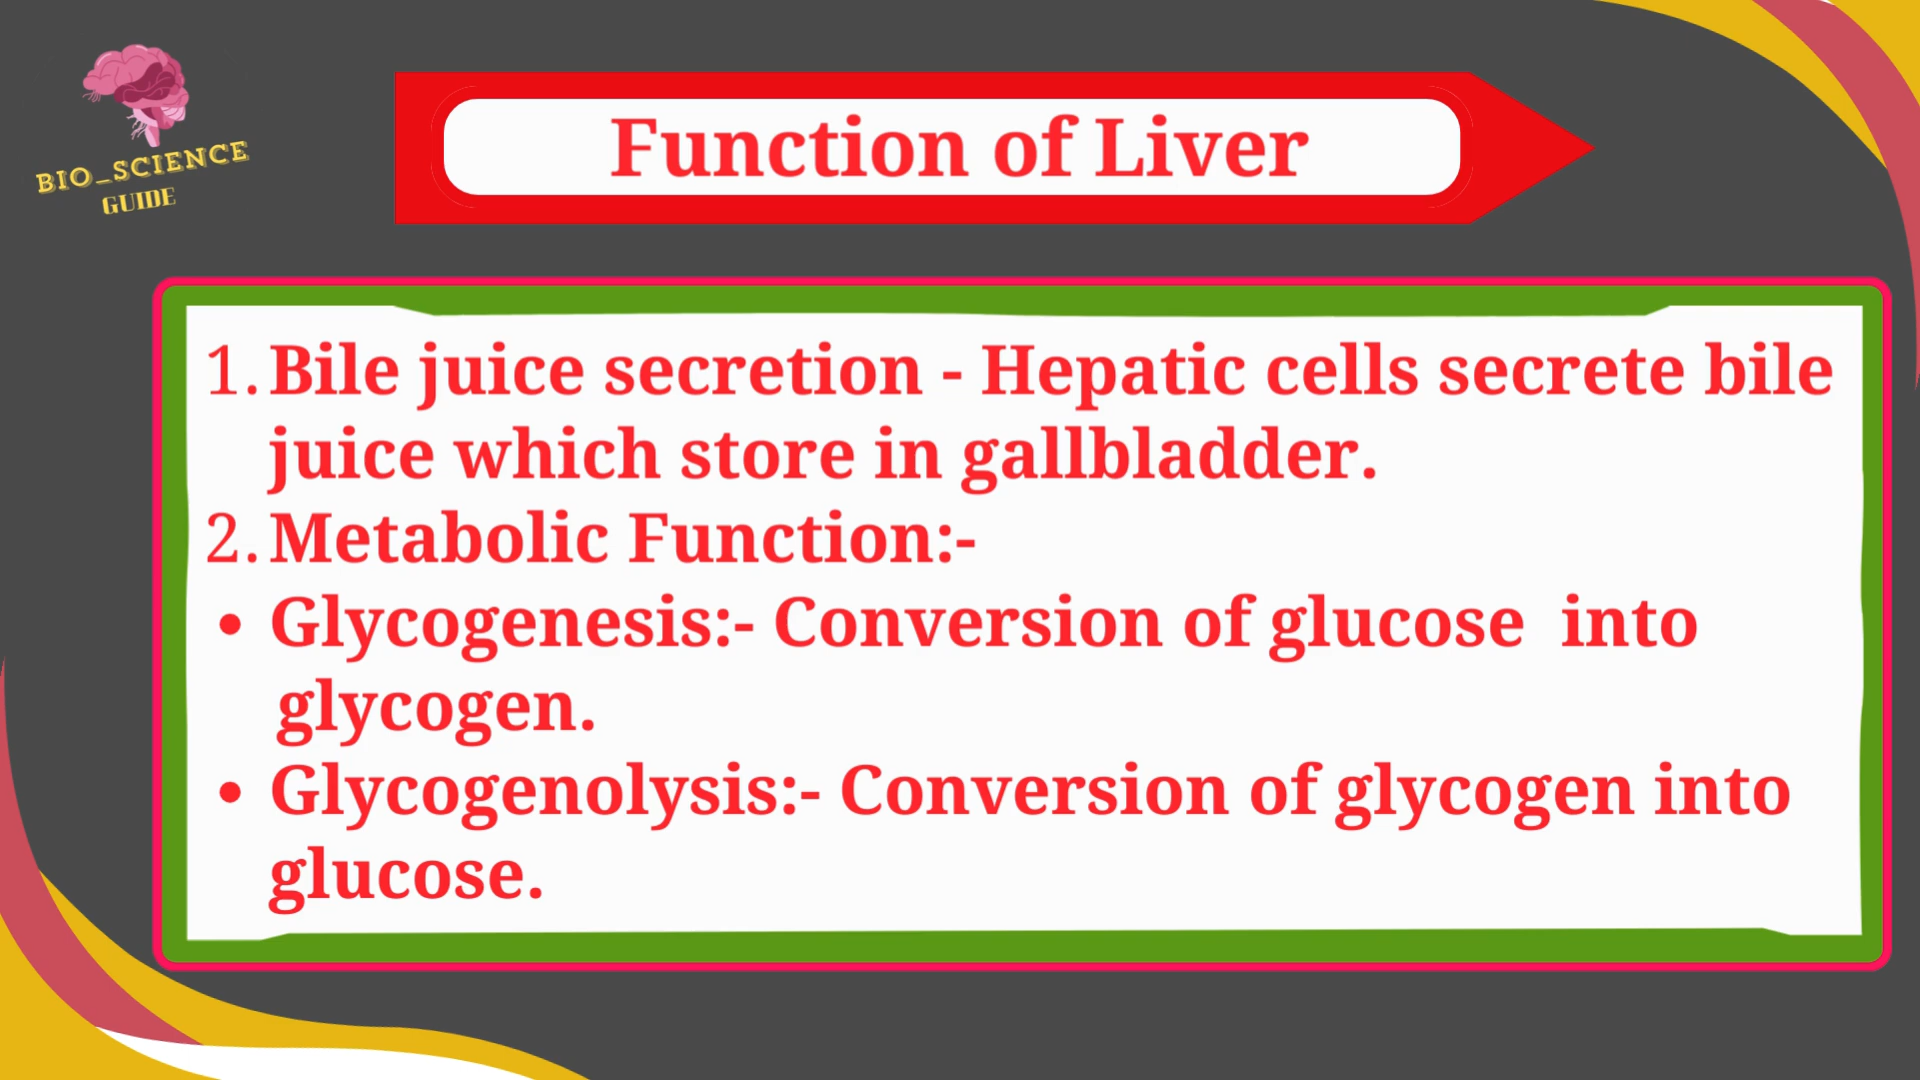 BIO_SCIENCE
GUIDE
Function of Liver
1. Bile juice secretion - Hepatic cells secrete bile
juice which store in gallbladder.
2. Metabolic Function:-
• Glycogenesis:- Conversion of glucose  into
glycogen.
• Glycogenolysis:- Conversion of glycogen into
glucose.